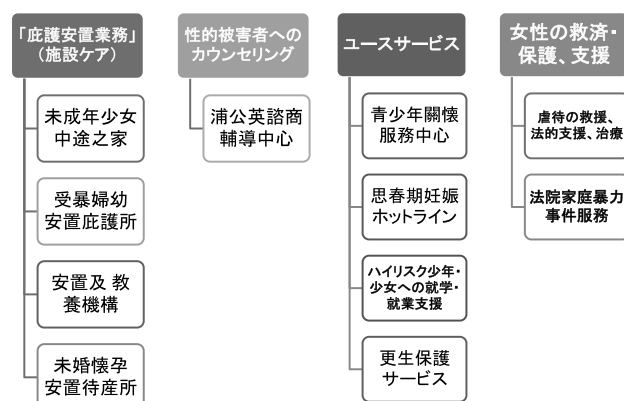 「庇護安置業務」
（施設ケア）
未成年少女
中途之家
受暴婦幼
安置庇護所
安置及 教
養機構
未婚懐孕
安置待産所
性的被害者への
カウンセリング
浦公英諮商
輔導中心
ユースサービス
青少年關懐
服務中心
思春期妊娠
ホットライン
ハイリスク少年・
少女への就学・
就業支援
更生保護
サービス
女性の救済・
保護、支援
虐待の救援、
法的支援、治療
法院家庭暴力
事件服務